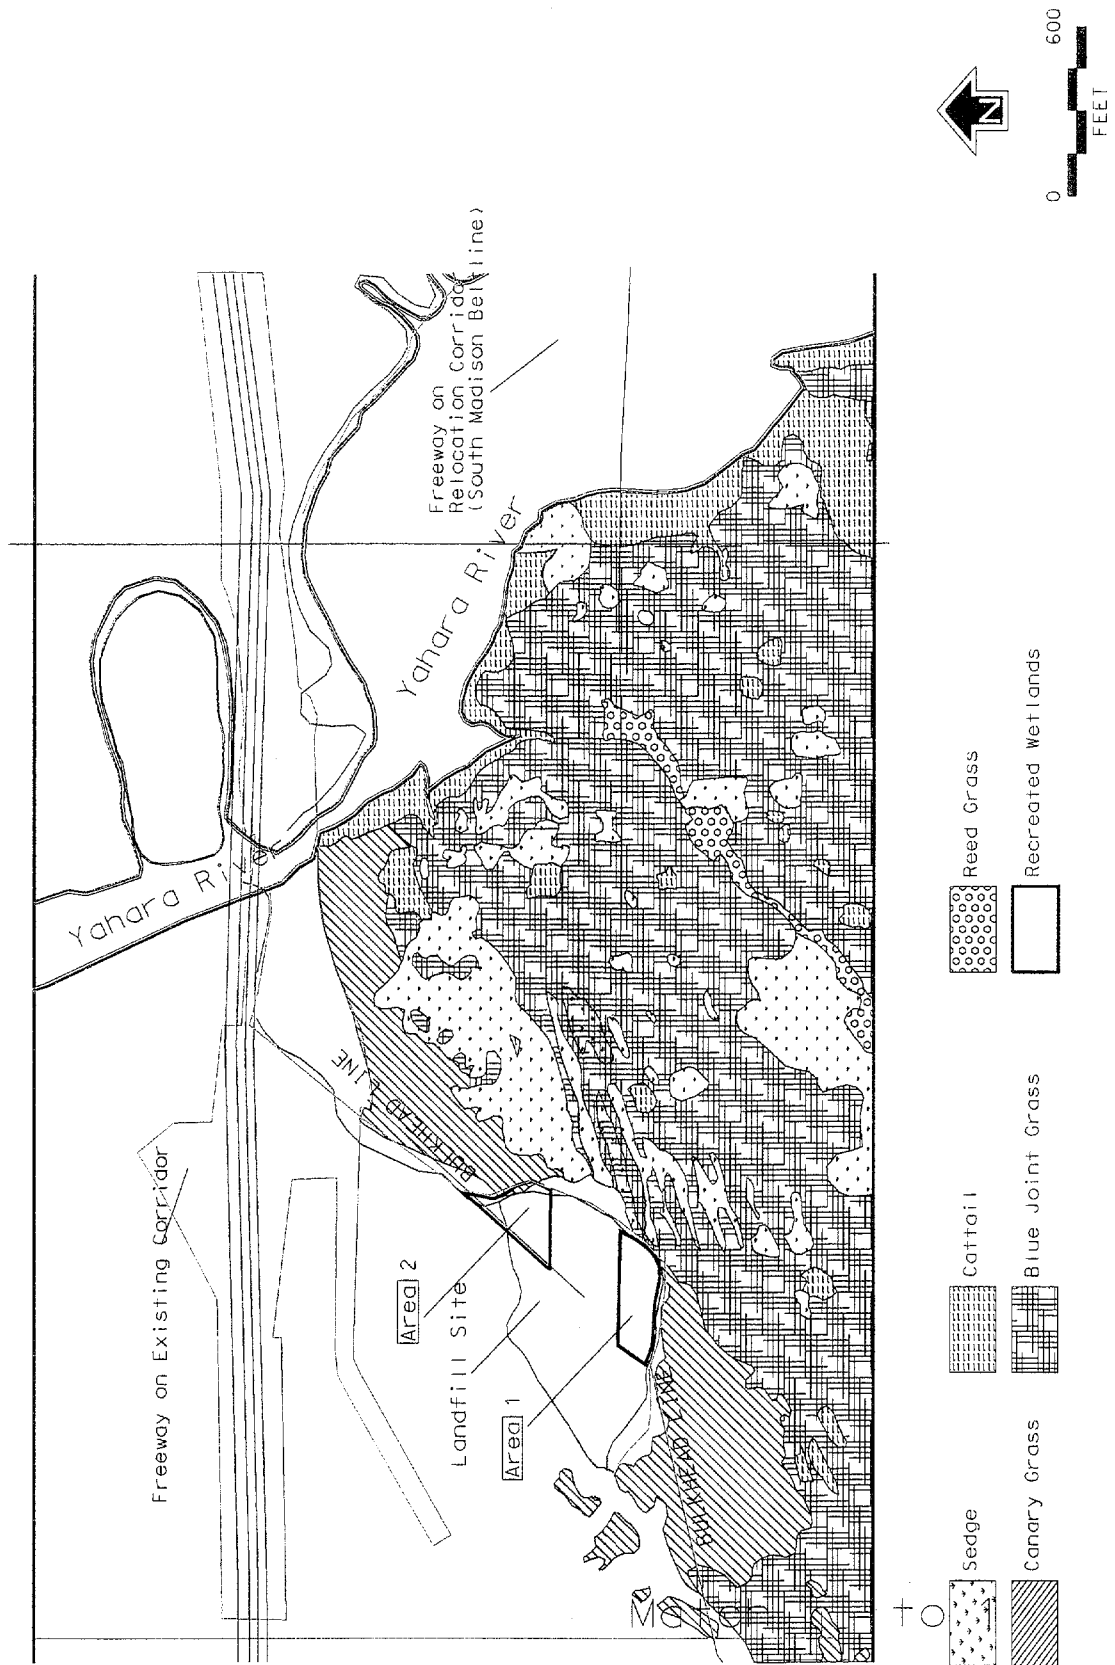 Freeway on Existing Corridor
Yahara River
Yahara River
Freeway on
Relocation Corridor
(South Madison Beltline)
BULKHEAD LINE
Area 2
Landfill Site
Area 1
BULKHEAD LINE
Sedge
Cattail
Reed Grass
Canary Grass
Blue Joint Grass
Recreated Wetlands
N
0 600
FEET